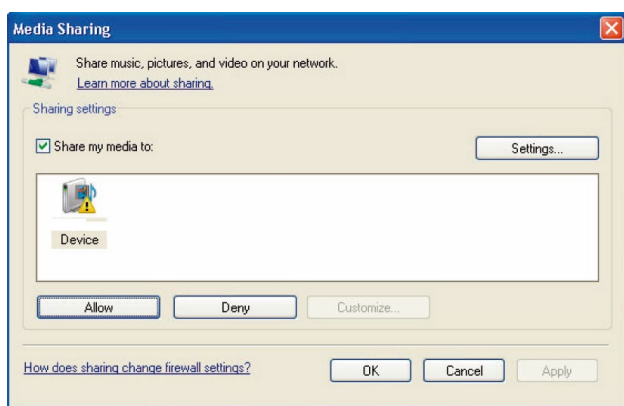 Media Sharing
Share music, pictures, and video on your network.
Learn more about sharing.
Sharing settings
Share my media to:
Settings...
Device
Allow
Deny
Customize...
How does sharing change firewall settings?
OK
Cancel
Apply